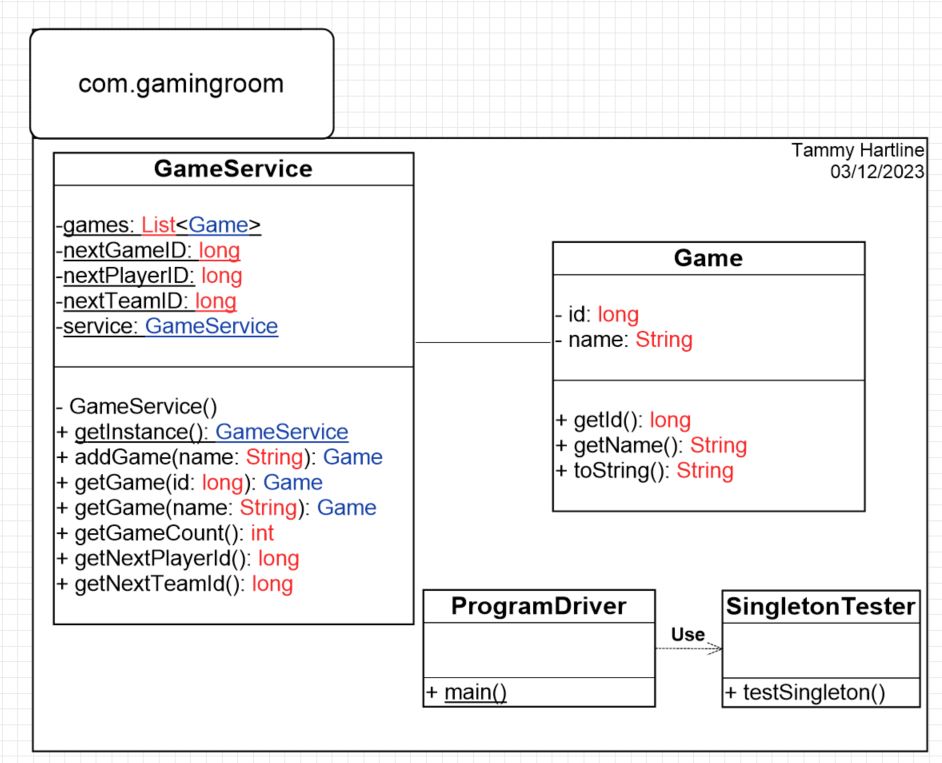 com.gamingroom
Tammy Hartline
03/12/2023
GameService
-games: List<Game>
-nextGameID: long
-nextPlayerID: long
-nextTeamID: long
-service: GameService
- GameService()
+ getInstance(): GameService
+ addGame(name: String): Game
+ getGame(id: long): Game
+ getGame(name: String): Game
+ getGameCount(): int
+ getNextPlayerId(): long
+ getNextTeamId(): long
Game
- id: long
- name: String
+ getId(): long
+ getName(): String
+ toString(): String
ProgramDriver
+ main()
Use
SingletonTester
+ testSingleton()